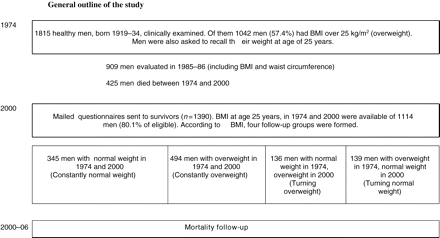 General outline of the study
1974
1815 healthy men, born 1919–34, clinically examined. Of them 1042 men (57.4%) had BMI over 25 kg/m² (overweight).
Men were also asked to recall th eir weight at age of 25 years.
909 men evaluated in 1985–86 (including BMI and waist circumference)
425 men died between 1974 and 2000
2000
Mailed questionnaires sent to survivors (n=1390). BMI at age 25 years, in 1974 and 2000 were available of 1114
men (80.1% of eligible). According to BMI, four follow-up groups were formed.
345 men with normal weight in
1974 and 2000
(Constantly normal weight)
494 men with overweight in
1974 and 2000
(Constantly overweight)
136 men with normal
weight in 1974,
overweight in 2000
(Turning
overweight)
139 men with overweight
in 1974, normal
weight in 2000
(Turning normal
weight)
2000–06
Mortality follow-up